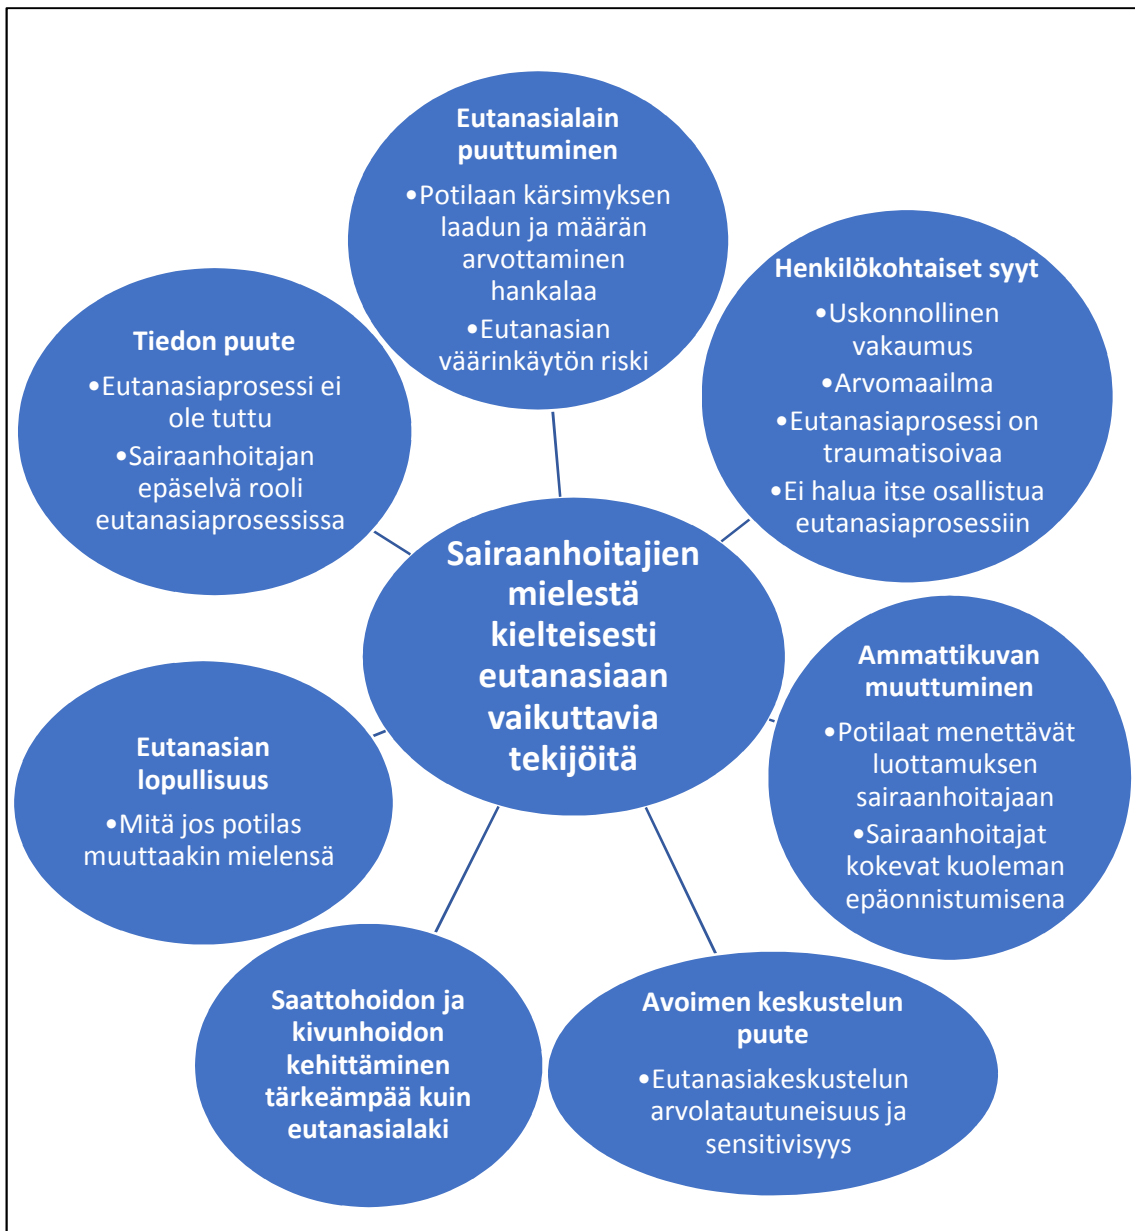 Eutanasialain
puuttuminen
•Potilaan kärsimyksen
laadun ja määrän
arvottaminen
hankalaa
•Eutanasian
väärinkäytön riski
Henkilökohtaiset syyt
•Uskonnollinen
vakaumus
•Arvomaailma
•Eutanasiaprosessi on
traumatisoivaa
•Ei halua itse osallistua
eutanasiaprosessiin
Tiedon puute
•Eutanasiaprosessi ei
ole tuttu
•Sairaanhoitajan
epäselvä rooli
eutanasiaprosessissa
Sairaanhoitajien
mielestä
kielteisesti
eutanasiaan
vaikuttavia
tekijöitä
Ammattikuvan
muuttuminen
•Potilaat menettävät
luottamuksen
sairaanhoitajaan
•Sairaanhoitajat
kokevat kuoleman
epäonnistumisena
Eutanasian
lopullisuus
•Mitä jos potilas
muuttaakin mielensä
Saattohoidon ja
kivunhoidon
kehittäminen
tärkeämpää kuin
eutanasialaki
Avoimen keskustelun
puute
•Eutanasiakeskustelun
arvolatautuneisuus ja
sensitivisyys